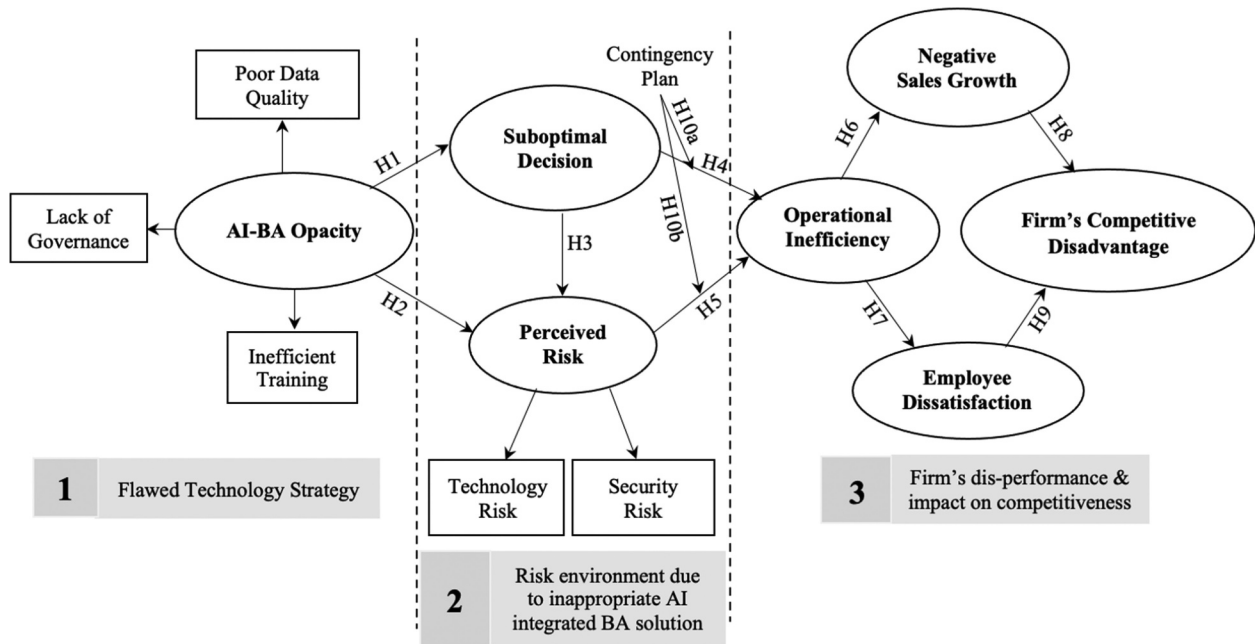 Poor Data
Quality
Lack of
Governance
AI-BA Opacity
Inefficient
Training
H1
H2
1
Flawed Technology Strategy
Contingency
Plan
H10a
H10b
Suboptimal
Decision
H3
H4
Perceived
Risk
H5
Technology
Risk
Security
Risk
2
Risk environment due
to inappropriate AI
integrated BA solution
Negative
Sales Growth
H6
H8
Operational
Inefficiency
Firm's Competitive
Disadvantage
H7
H9
Employee
Dissatisfaction
3
Firm's dis-performance &
impact on competitiveness